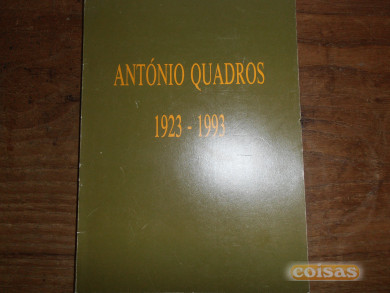 ANTÓNIO QUADROS
1923 - 1993
coisas